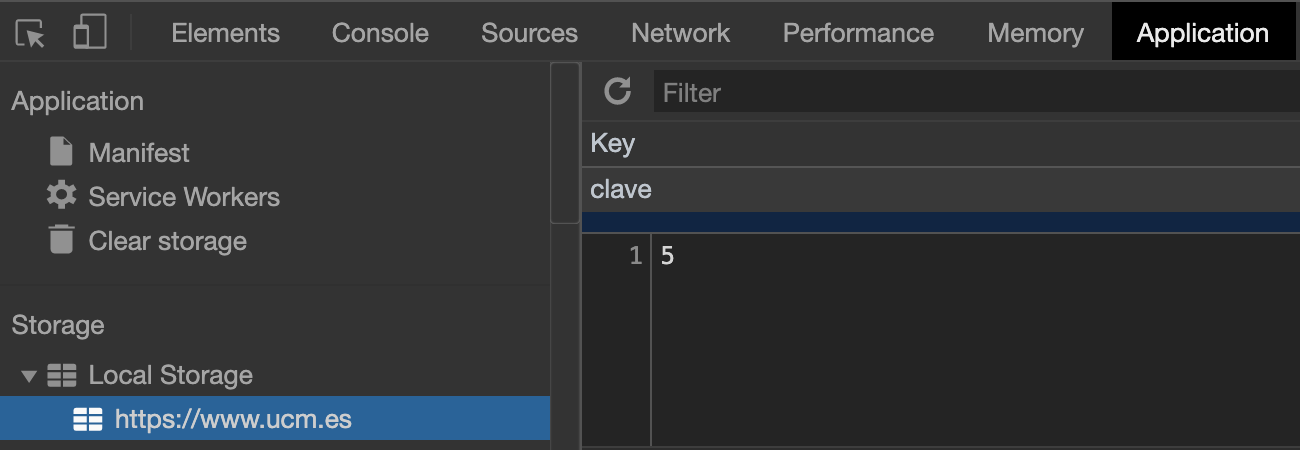 Elements Console Sources Network Performance Memory Application
Application
Manifest
Service Workers
Clear storage
Storage
Local Storage
https://www.ucm.es
Filter
Key
clave
1 5